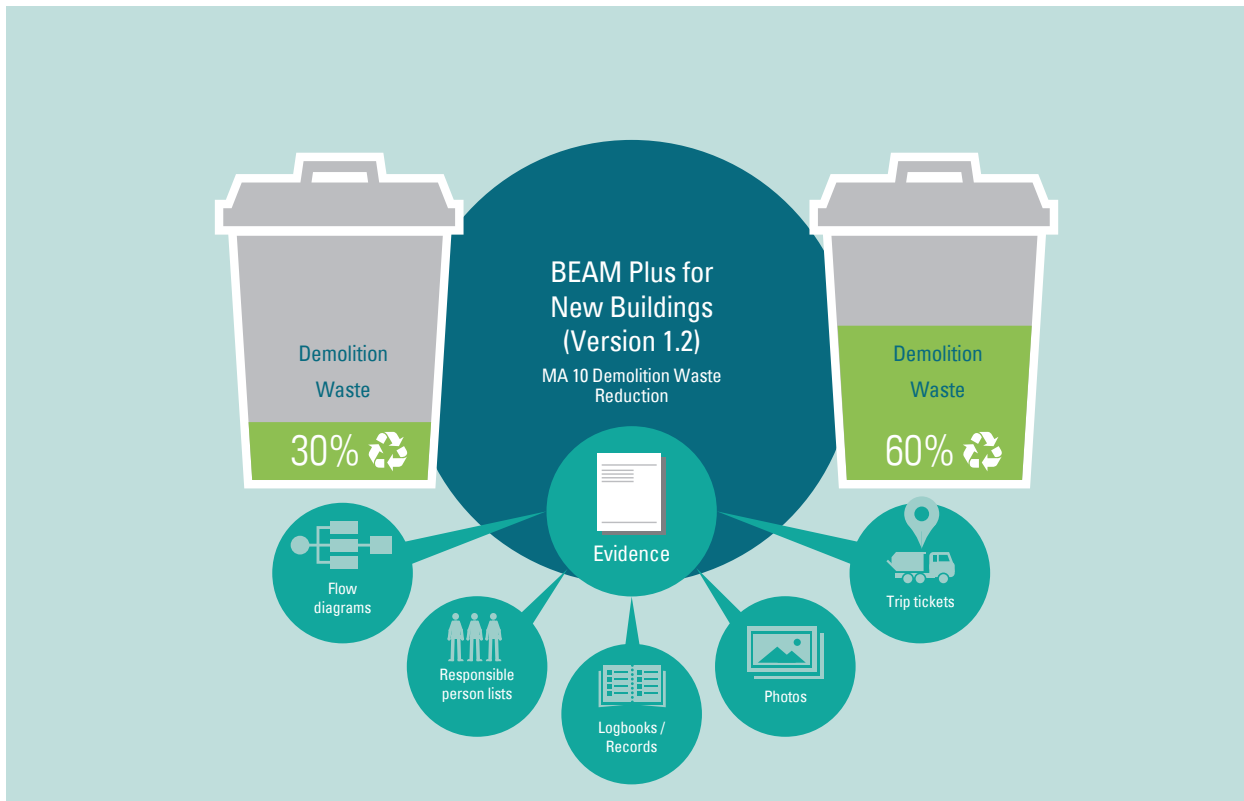 BEAM Plus for
New Buildings
(Version 1.2)
MA 10 Demolition Waste
Reduction
Demolition
Waste
30%
Demolition
Waste
60%
Evidence
Flow
diagrams
Responsible
person lists
Logbooks /
Records
Photos
Trip tickets